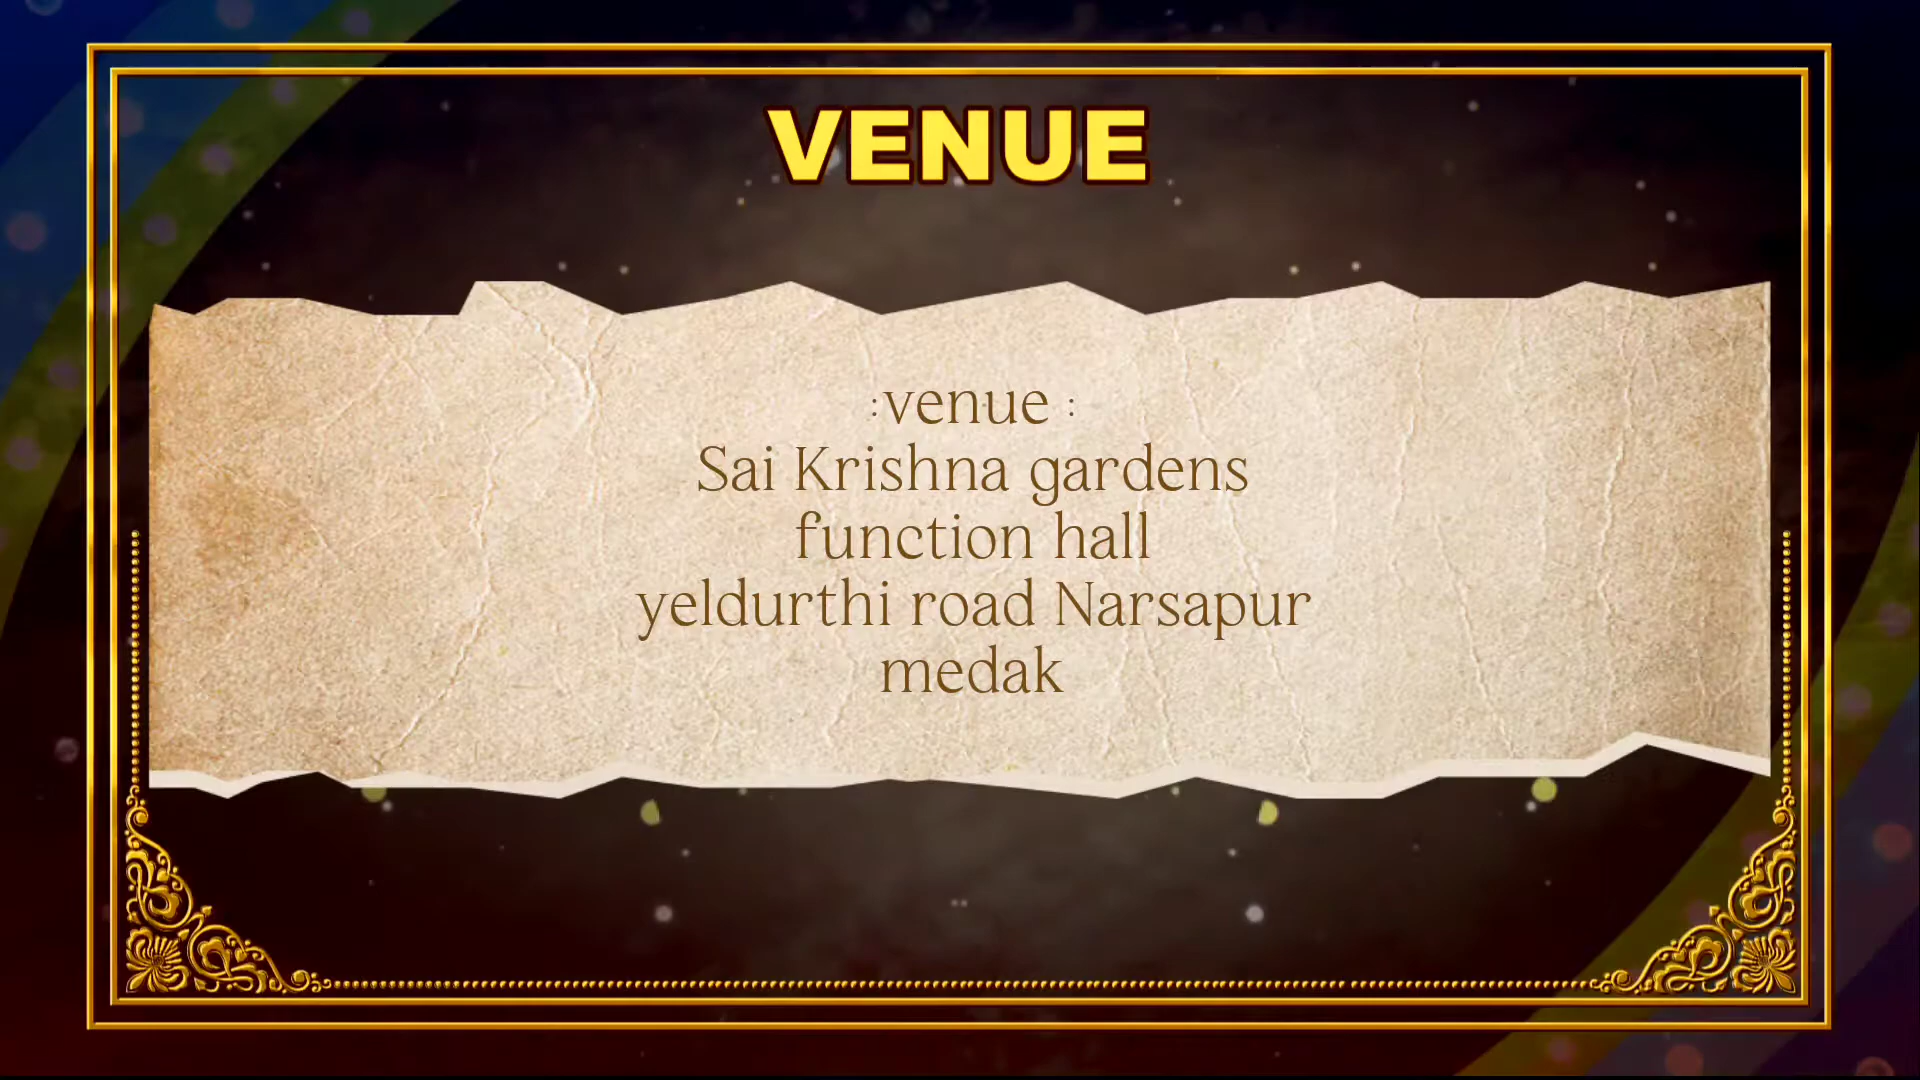 VENUE
:venue :
Sai Krishna gardens
function hall
yeldurthi road Narsapur
medak